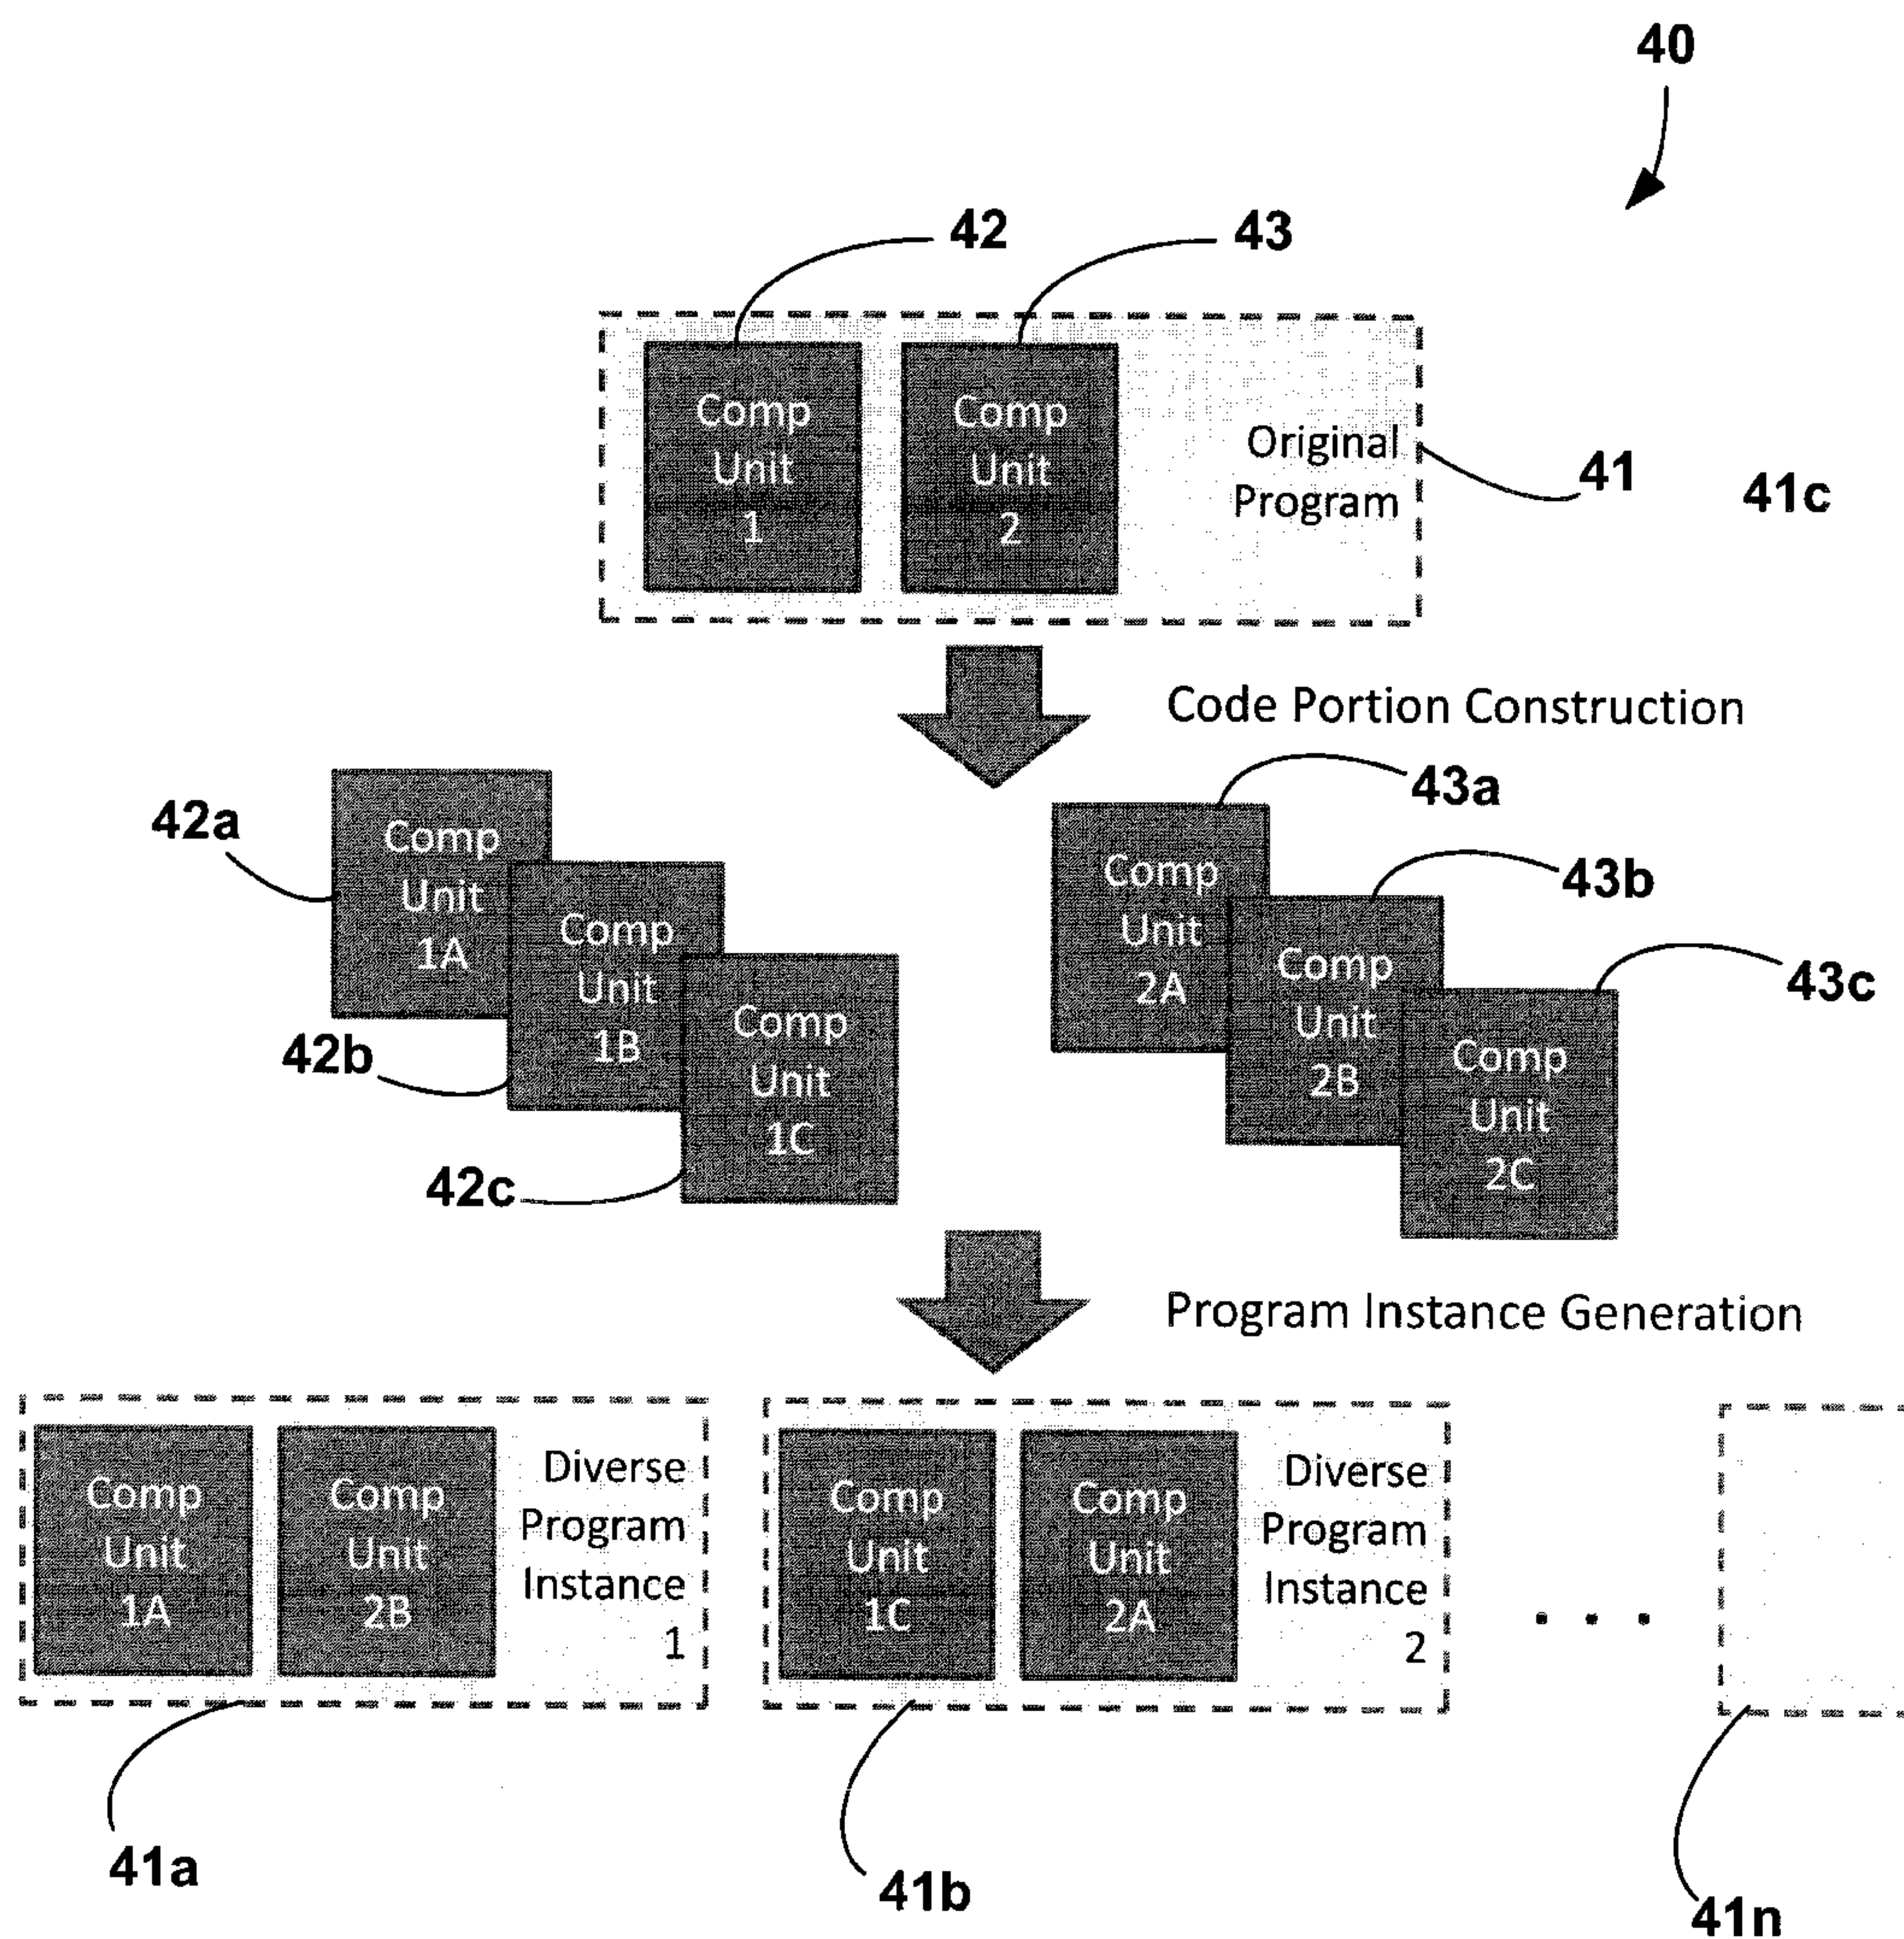 40
42
43
Comp
Unit
1
Comp
Unit
2
Original
Program
41
41c
Code Portion Construction
42a
Comp
Unit
1A
42b
Comp
Unit
1B
42c
Comp
Unit
1C
43a
Comp
Unit
2A
43b
Comp
Unit
2B
43c
Comp
Unit
2C
Program Instance Generation
Comp
Unit
1A
Comp
Unit
2B
Diverse
Program
Instance
1
Comp
Unit
1C
Comp
Unit
2A
Diverse
Program
Instance
2
. . .
41a
41b
41n